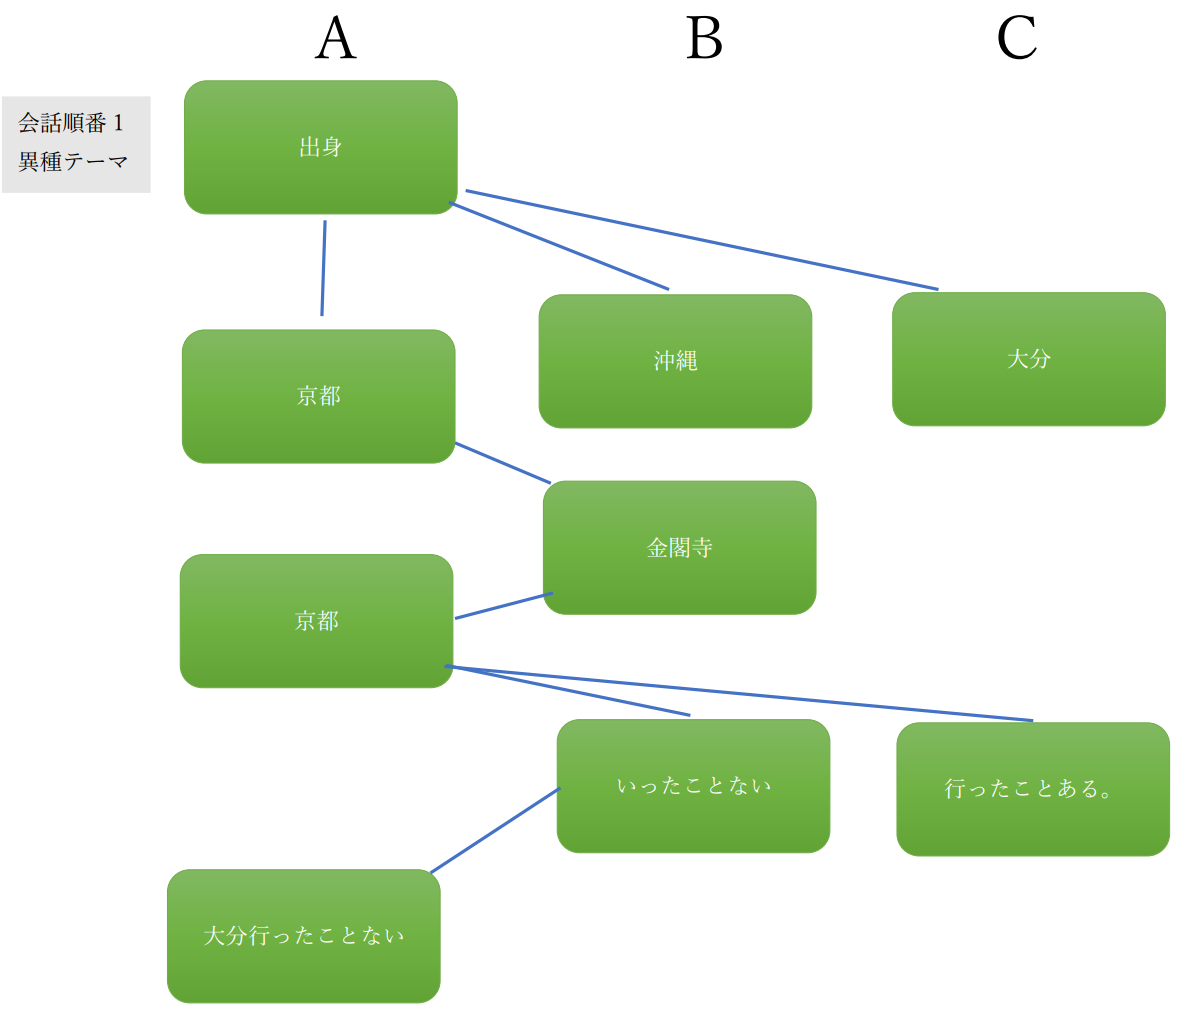 A
B
C
会話順番 1
異種テーマ
出身
京都
沖縄
大分
金閣寺
京都
いったことない
行ったことある。
大分行ったことない